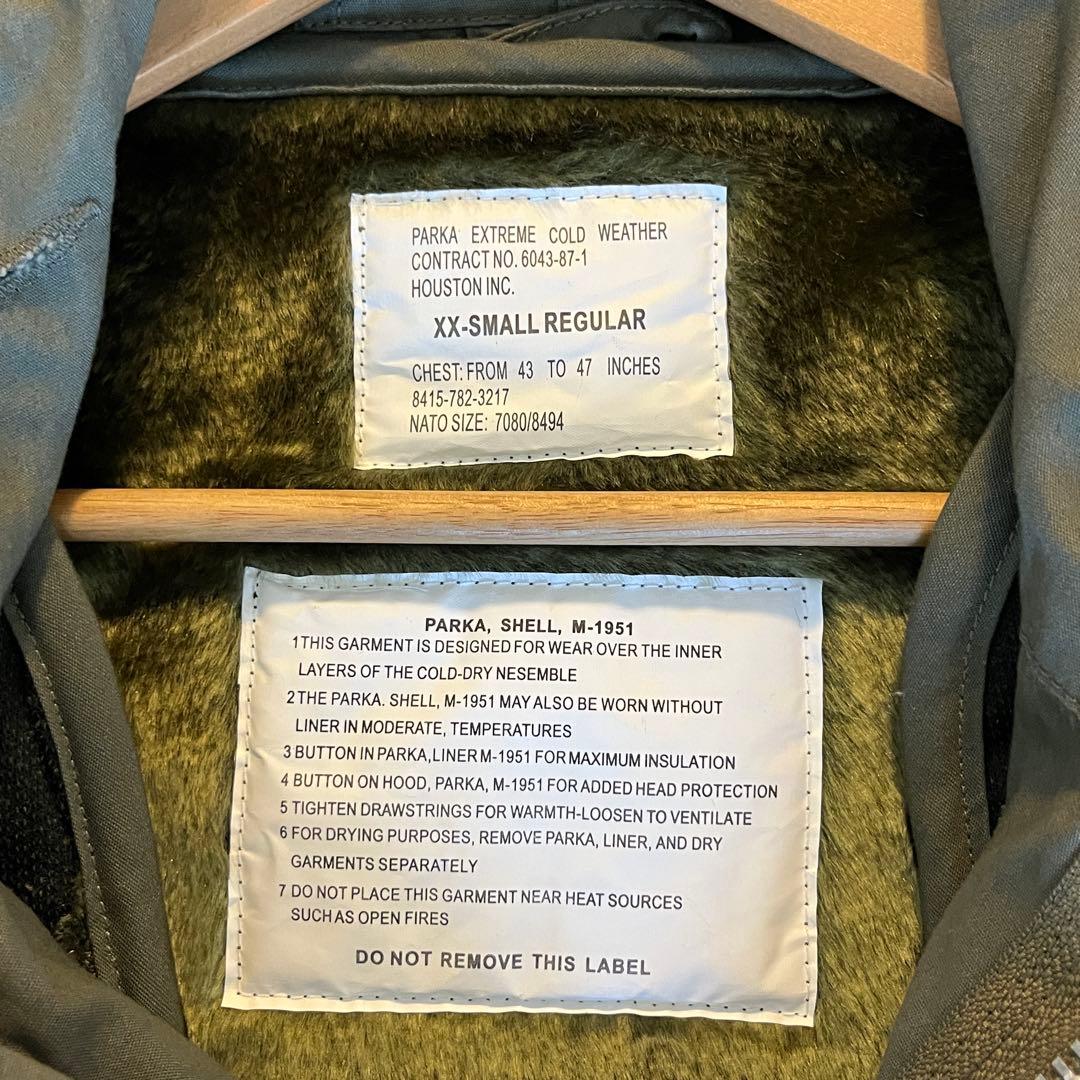 PARKA EXTREME COLD WEATHER
CONTRACT NO. 6043-87-1
HOUSTON INC.
XX-SMALL REGULAR
CHEST: FROM 43 TO 47 INCHES
8415-782-3217
NATO SIZE: 7080/8494
PARKA, SHELL, M-1951
1 THIS GARMENT IS DESIGNED FOR WEAR OVER THE INNER
LAYERS OF THE COLD-DRY NESEMBLE
2 THE PARKA. SHELL, M-1951 MAY ALSO BE WORN WITHOUT
LINER IN MODERATE, TEMPERATURES
3 BUTTON IN PARKA, LINER M-1951 FOR MAXIMUM INSULATION
4 BUTTON ON HOOD, PARKA, M-1951 FOR ADDED HEAD PROTECTION
5 TIGHTEN DRAWSTRINGS FOR WARMTH-LOOSEN TO VENTILATE
6 FOR DRYING PURPOSES, REMOVE PARKA, LINER, AND DRY
GARMENTS SEPARATELY
7 DO NOT PLACE THIS GARMENT NEAR HEAT SOURCES
SUCH AS OPEN FIRES
DO NOT REMOVE THIS LABEL